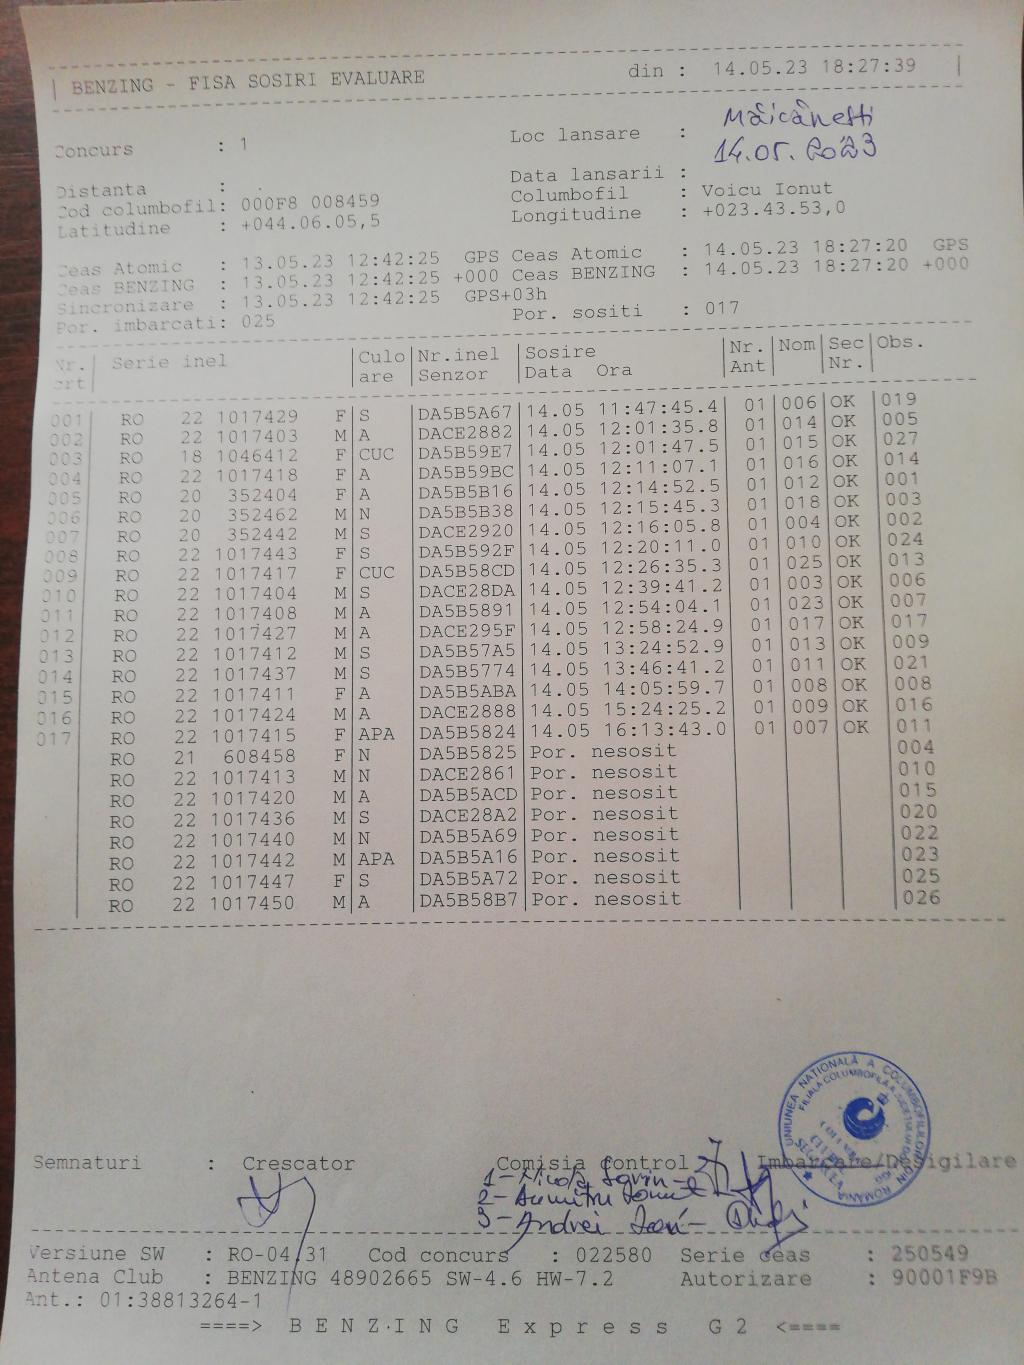 BENZING - FISA SOSIRI EVALUARE din : 14.05.23 18:27:39
Concurs : 1 Loc lansare : Măicănești
Distanta : Data lansarii : 14.05.2023
Cod columbofil: 000F8 008459 Columbofil : Voicu Ionut
Latitudine : +044.06.05,5 Longitudine : +023.43.53,0
Ceas Atomic : 13.05.23 12:42:25 GPS Ceas Atomic : 14.05.23 18:27:20 GPS
Ceas BENZING : 13.05.23 12:42:25 +000 Ceas BENZING : 14.05.23 18:27:20 +000
Sincronizare : 13.05.23 12:42:25 GPS+03h
Por. imbarcati: 025 Por. sositi : 017
Nr. Serie inel Culo Nr.inel Sosire Nr. Nom Sec Obs.
crt are Senzor Data Ora Ant Nr.
001 RO 22 1017429 F S DA5B5A67 14.05 11:47:45.4 01 006 OK 019
002 RO 22 1017403 M A DACE2882 14.05 12:01:35.8 01 014 OK 005
003 RO 18 1046412 F CUC DA5B59E7 14.05 12:01:47.5 01 015 OK 027
004 RO 22 1017418 F A DA5B59BC 14.05 12:11:07.1 01 016 OK 014
005 RO 20 352404 F A DA5B5B16 14.05 12:14:52.5 01 012 OK 001
006 RO 20 352462 M N DA5B5B38 14.05 12:15:45.3 01 018 OK 003
007 RO 20 352442 M S DACE2920 14.05 12:16:05.8 01 004 OK 002
008 RO 22 1017443 F S DA5B592F 14.05 12:20:11.0 01 010 OK 024
009 RO 22 1017417 F CUC DA5B58CD 14.05 12:26:35.3 01 025 OK 013
010 RO 22 1017404 M S DACE28DA 14.05 12:39:41.2 01 003 OK 006
011 RO 22 1017408 M A DA5B5891 14.05 12:54:04.1 01 023 OK 007
012 RO 22 1017427 M A DACE295F 14.05 12:58:24.9 01 017 OK 017
013 RO 22 1017412 M S DA5B57A5 14.05 13:24:52.9 01 013 OK 009
014 RO 22 1017437 M S DA5B5774 14.05 13:46:41.2 01 011 OK 021
015 RO 22 1017411 F A DA5B5ABA 14.05 14:05:59.7 01 008 OK 008
016 RO 22 1017424 M A DACE2888 14.05 15:24:25.2 01 009 OK 016
017 RO 22 1017415 F APA DA5B5824 14.05 16:13:43.0 01 007 OK 011
RO 21 608458 F N DA5B5825 Por. nesosit 004
RO 22 1017413 M N DACE2861 Por. nesosit 010
RO 22 1017420 M A DA5B5ACD Por. nesosit 015
RO 22 1017436 M S DACE28A2 Por. nesosit 020
RO 22 1017440 M N DA5B5A69 Por. nesosit 022
RO 22 1017442 M APA DA5B5A16 Por. nesosit 023
RO 22 1017447 F S DA5B5A72 Por. nesosit 025
RO 22 1017450 M A DA5B58B7 Por. nesosit 026
UNIUNEA NAȚIONALĂ A COLUMBOFILILOR DIN ROMÂNIA
FILIALA COLUMBOFILĂ
Semnaturi : Crescator Comisia control Imbarcare/Desigilare
1-
2- Dumitru Ionut
3- Andrei
Versiune SW : RO-04.31 Cod concurs : 022580 Serie ceas : 250549
Antena Club : BENZING 48902665 SW-4.6 HW-7.2 Autorizare : 90001F9B
Ant.: 01:38813264-1
====> BENZING Express G2 <====